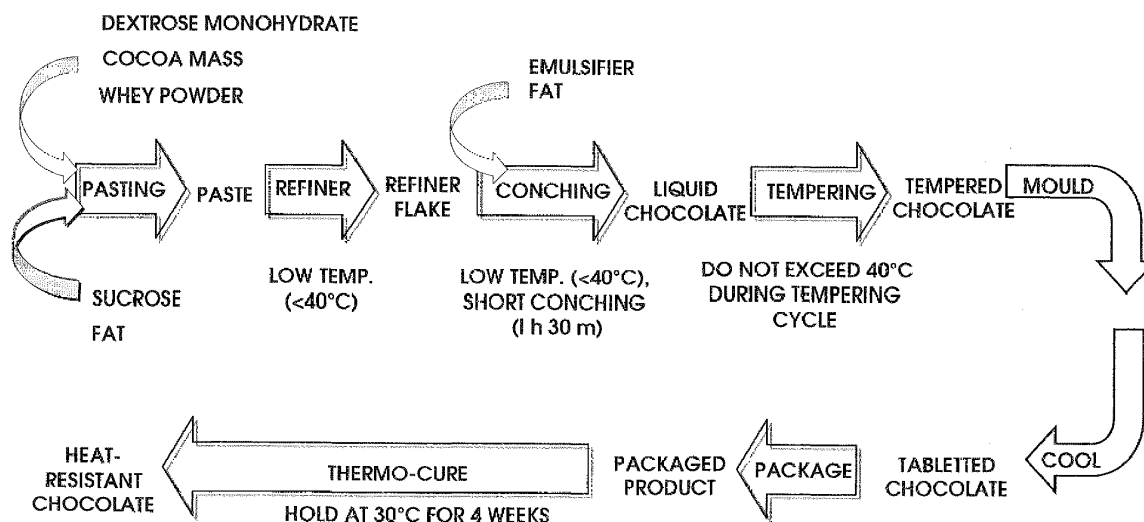 DEXTROSE MONOHYDRATE
COCOA MASS
WHEY POWDER
EMULSIFIER
FAT
PASTING
PASTE
REFINER
REFINER
FLAKE
CONCHING
LIQUID
CHOCOLATE
TEMPERING
TEMPERED
CHOCOLATE
MOULD
SUCROSE
FAT
LOW TEMP.
(<40°C)
LOW TEMP. (<40°C),
SHORT CONCHING
(1 h 30 m)
DO NOT EXCEED 40°C
DURING TEMPERING
CYCLE
COOL
TABLETTED
CHOCOLATE
PACKAGE
PACKAGED
PRODUCT
THERMO-CURE
HOLD AT 30°C FOR 4 WEEKS
HEAT-
RESISTANT
CHOCOLATE